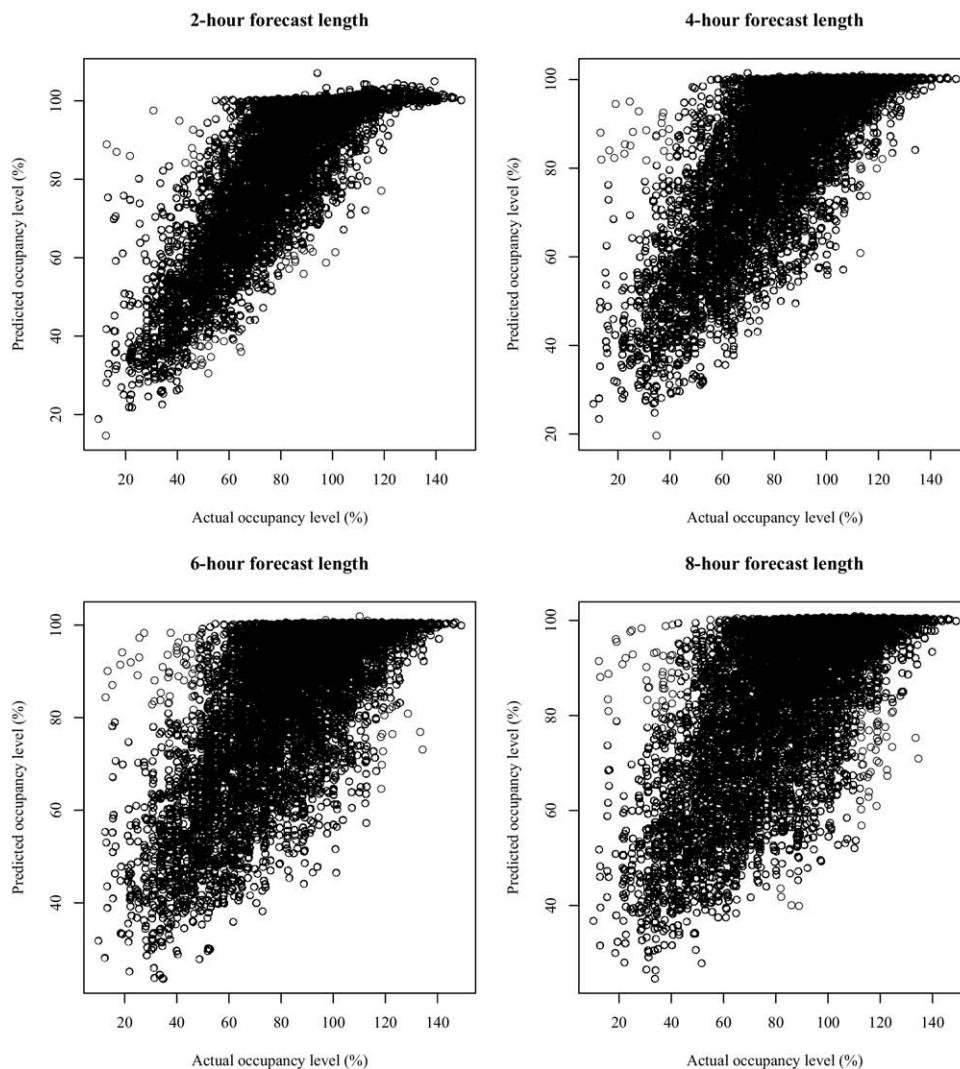 2-hour forecast length
Predicted occupancy level (%)
100
80
60
40
20
20 40 60 80 100 120 140
Actual occupancy level (%)
4-hour forecast length
Predicted occupancy level (%)
100
80
60
40
20
20 40 60 80 100 120 140
Actual occupancy level (%)
6-hour forecast length
Predicted occupancy level (%)
100
80
60
40
20 40 60 80 100 120 140
Actual occupancy level (%)
8-hour forecast length
Predicted occupancy level (%)
100
80
60
40
20 40 60 80 100 120 140
Actual occupancy level (%)